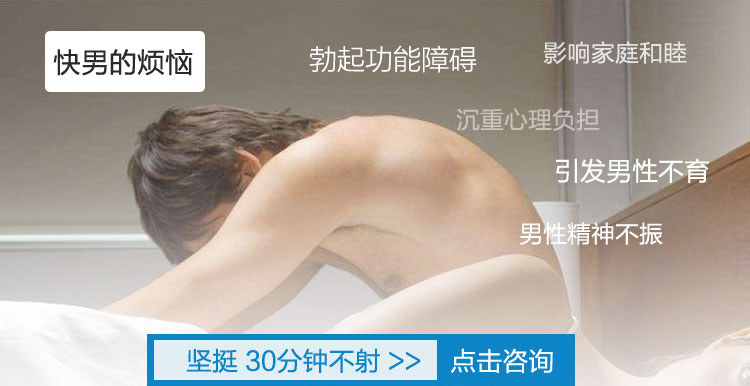 快男的烦恼
勃起功能障碍
影响家庭和睦
沉重心理负担
引发男性不育
男性精神不振
坚挺 30分钟不射 >>
点击咨询